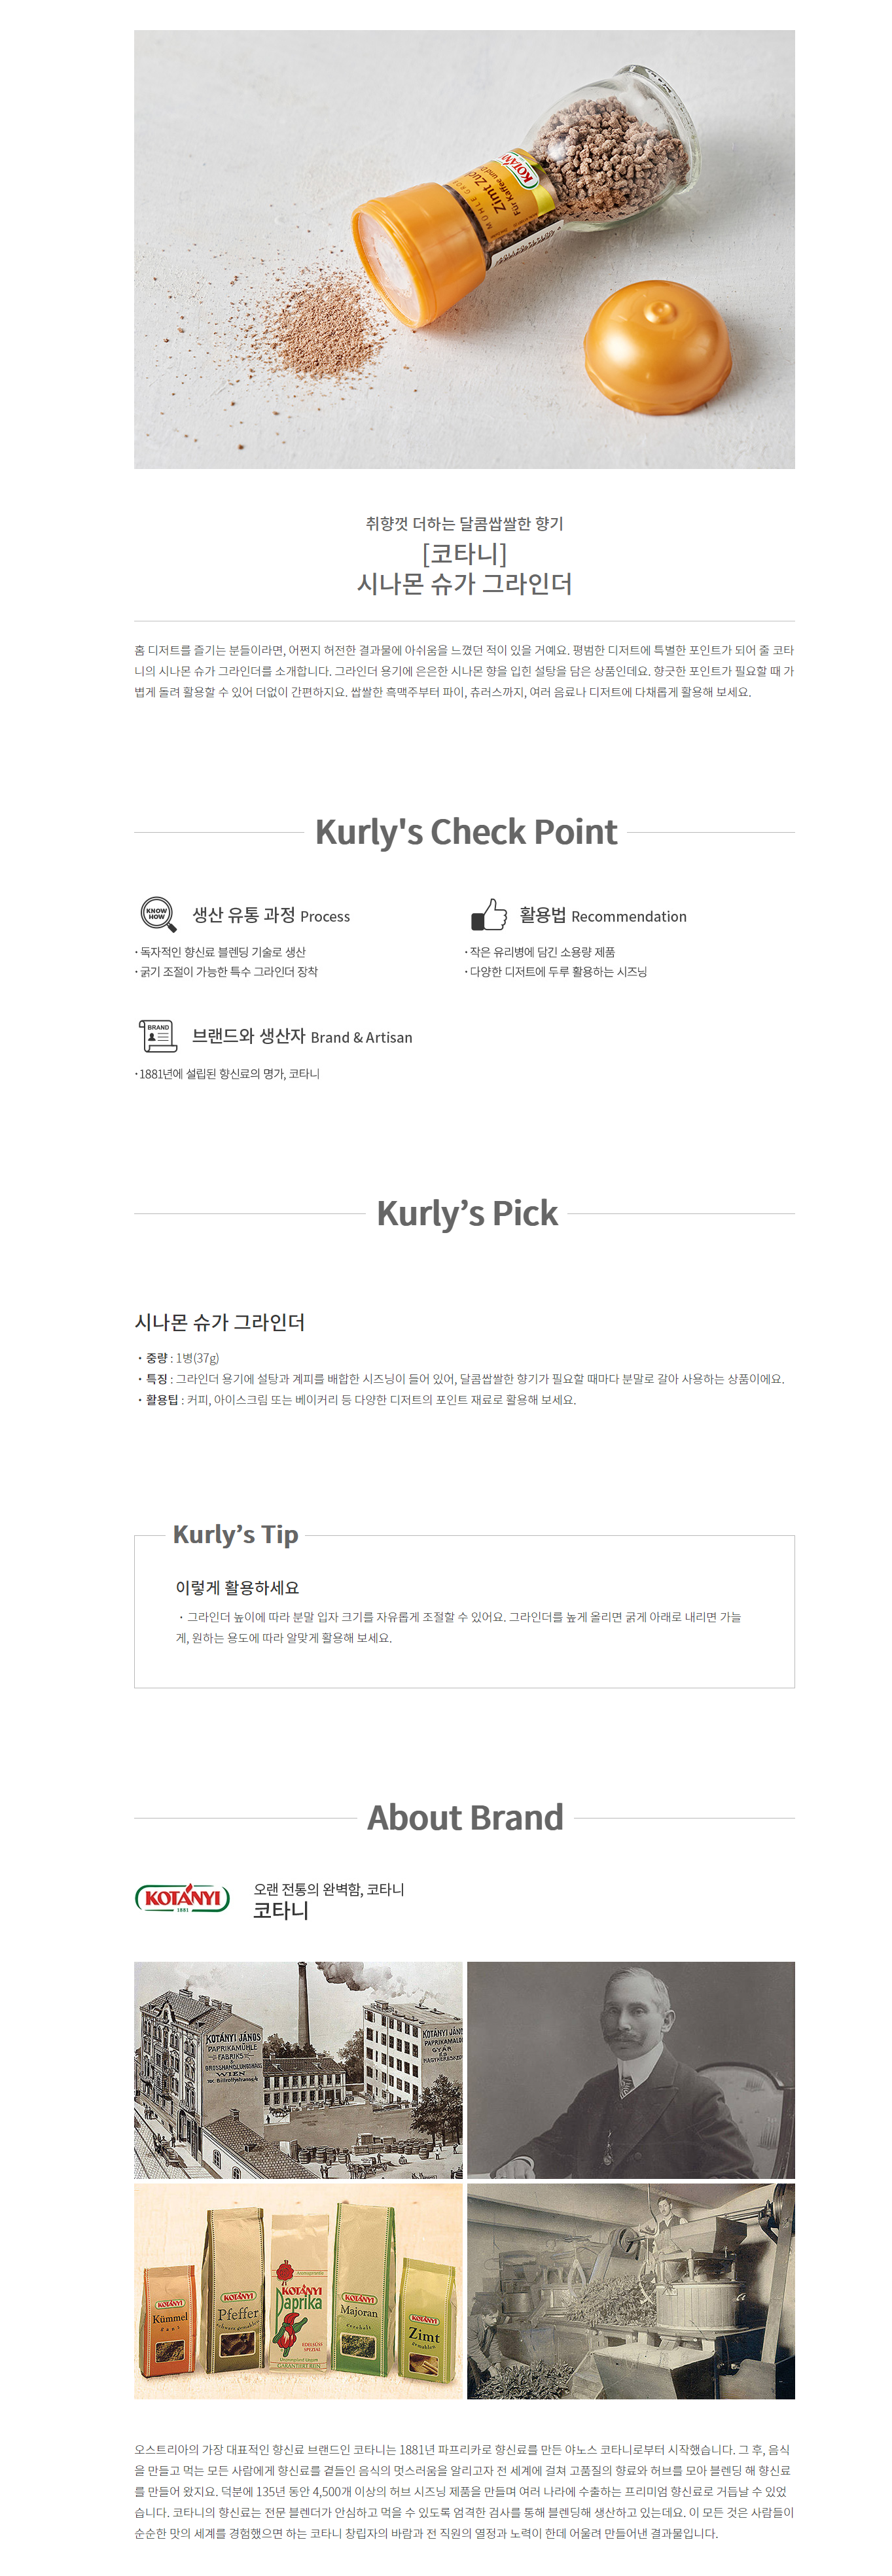 KOTÁNYI
Zimt Zuc
Für Kaffee und D
취향껏 더하는 달콤쌉쌀한 향기
[코타니]
시나몬 슈가 그라인더
홈 디저트를 즐기는 분들이라면, 어쩐지 허전한 결과물에 아쉬움을 느꼈던 적이 있을 거예요. 평범한 디저트에 특별한 포인트가 되어 줄 코타
니의 시나몬 슈가 그라인더를 소개합니다. 그라인더 용기에 은은한 시나몬 향을 입힌 설탕을 담은 상품인데요. 향긋한 포인트가 필요할 때 가
볍게 돌려 활용할 수 있어 더없이 간편하지요. 쌉쌀한 흑맥주부터 파이, 츄러스까지, 여러 음료나 디저트에 다채롭게 활용해 보세요.
Kurly's Check Point
KNOW
HOW
생산 유통 과정 Process
· 독자적인 향신료 블렌딩 기술로 생산
· 굵기 조절이 가능한 특수 그라인더 장착
활용법 Recommendation
· 작은 유리병에 담긴 소용량 제품
· 다양한 디저트에 두루 활용하는 시즈닝
BRAND
브랜드와 생산자 Brand & Artisan
· 1881년에 설립된 향신료의 명가, 코타니
Kurly’s Pick
시나몬 슈가 그라인더
· 중량 : 1병(37g)
· 특징 : 그라인더 용기에 설탕과 계피를 배합한 시즈닝이 들어 있어, 달콤쌉쌀한 향기가 필요할 때마다 분말로 갈아 사용하는 상품이에요.
· 활용팁 : 커피, 아이스크림 또는 베이커리 등 다양한 디저트의 포인트 재료로 활용해 보세요.
Kurly’s Tip
이렇게 활용하세요
· 그라인더 높이에 따라 분말 입자 크기를 자유롭게 조절할 수 있어요. 그라인더를 높게 올리면 굵게 아래로 내리면 가늘
게, 원하는 용도에 따라 알맞게 활용해 보세요.
About Brand
KOTÁNYI
1881
오랜 전통의 완벽함, 코타니
코타니
KOTÁNYI JÁNOS
PAPRIKAMÜHLE
FABRIKS
GROSSHANDLUNGSHAUS
WIEN
KOTÁNYI JÁNO
PAPRIKAMALO
GYÁR
NAGYKERESKED
KOTÁNYI
Kümmel
KOTÁNYI
Pfeffer
KOTÁNYI
Paprika
EDELSÜSS
SPEZIAL
GARANTIERT REIN
KOTÁNYI
Majoran
KOTÁNYI
Zimt
gemahlen
오스트리아의 가장 대표적인 향신료 브랜드인 코타니는 1881년 파프리카로 향신료를 만든 야노스 코타니로부터 시작했습니다. 그 후, 음식
을 만들고 먹는 모든 사람에게 향신료를 곁들인 음식의 멋스러움을 알리고자 전 세계에 걸쳐 고품질의 향료와 허브를 모아 블렌딩 해 향신료
를 만들어 왔지요. 덕분에 135년 동안 4,500개 이상의 허브 시즈닝 제품을 만들며 여러 나라에 수출하는 프리미엄 향신료로 거듭날 수 있었
습니다. 코타니의 향신료는 전문 블렌더가 안심하고 먹을 수 있도록 엄격한 검사를 통해 블렌딩해 생산하고 있는데요. 이 모든 것은 사람들이
순순한 맛의 세계를 경험했으면 하는 코타니 창립자의 바람과 전 직원의 열정과 노력이 한데 어울려 만들어낸 결과물입니다.